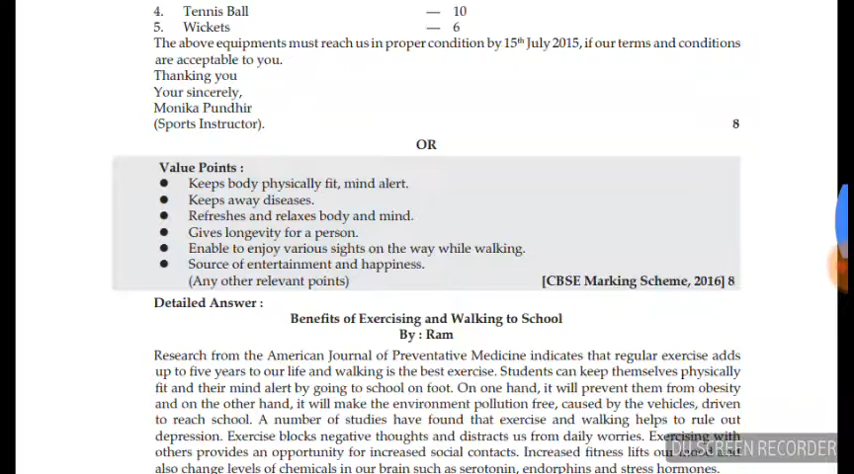 4. Tennis Ball — 10
5. Wickets — 6
The above equipments must reach us in proper condition by 15th July 2015, if our terms and conditions
are acceptable to you.
Thanking you
Your sincerely,
Monika Pundhir
(Sports Instructor). 8
OR
Value Points :
● Keeps body physically fit, mind alert.
● Keeps away diseases.
● Refreshes and relaxes body and mind.
● Gives longevity for a person.
● Enable to enjoy various sights on the way while walking.
● Source of entertainment and happiness.
(Any other relevant points) [CBSE Marking Scheme, 2016] 8
Detailed Answer :
Benefits of Exercising and Walking to School
By : Ram
Research from the American Journal of Preventative Medicine indicates that regular exercise adds
up to five years to our life and walking is the best exercise. Students can keep themselves physically
fit and their mind alert by going to school on foot. On one hand, it will prevent them from obesity
and on the other hand, it will make the environment pollution free, caused by the vehicles, driven
to reach school. A number of studies have found that exercise and walking helps to rule out
depression. Exercise blocks negative thoughts and distracts us from daily worries. Exercising with
others provides an opportunity for increased social contacts. Increased fitness lifts our
also change levels of chemicals in our brain such as serotonin, endorphins and stress hormones.
DU SCREEN RECORDER